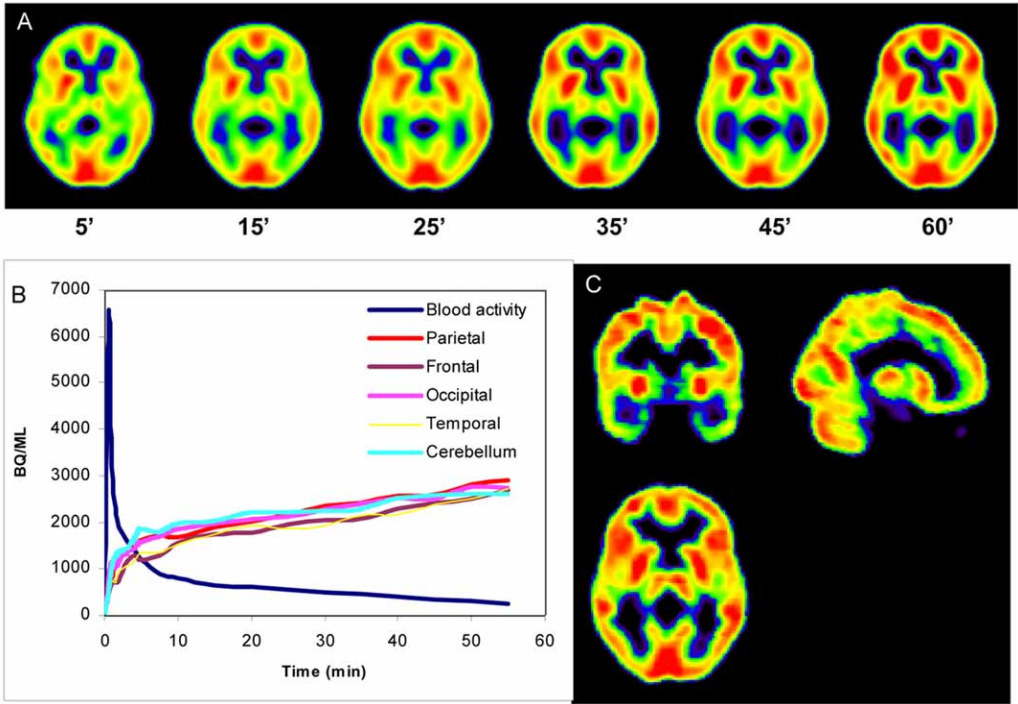 A
5’ 15’ 25’ 35’ 45’ 60’
B
7000
6000
5000
4000
3000
2000
1000
0
BQ/ML
0 10 20 30 40 50 60
Time (min)
Blood activity
Parietal
Frontal
Occipital
Temporal
Cerebellum
C